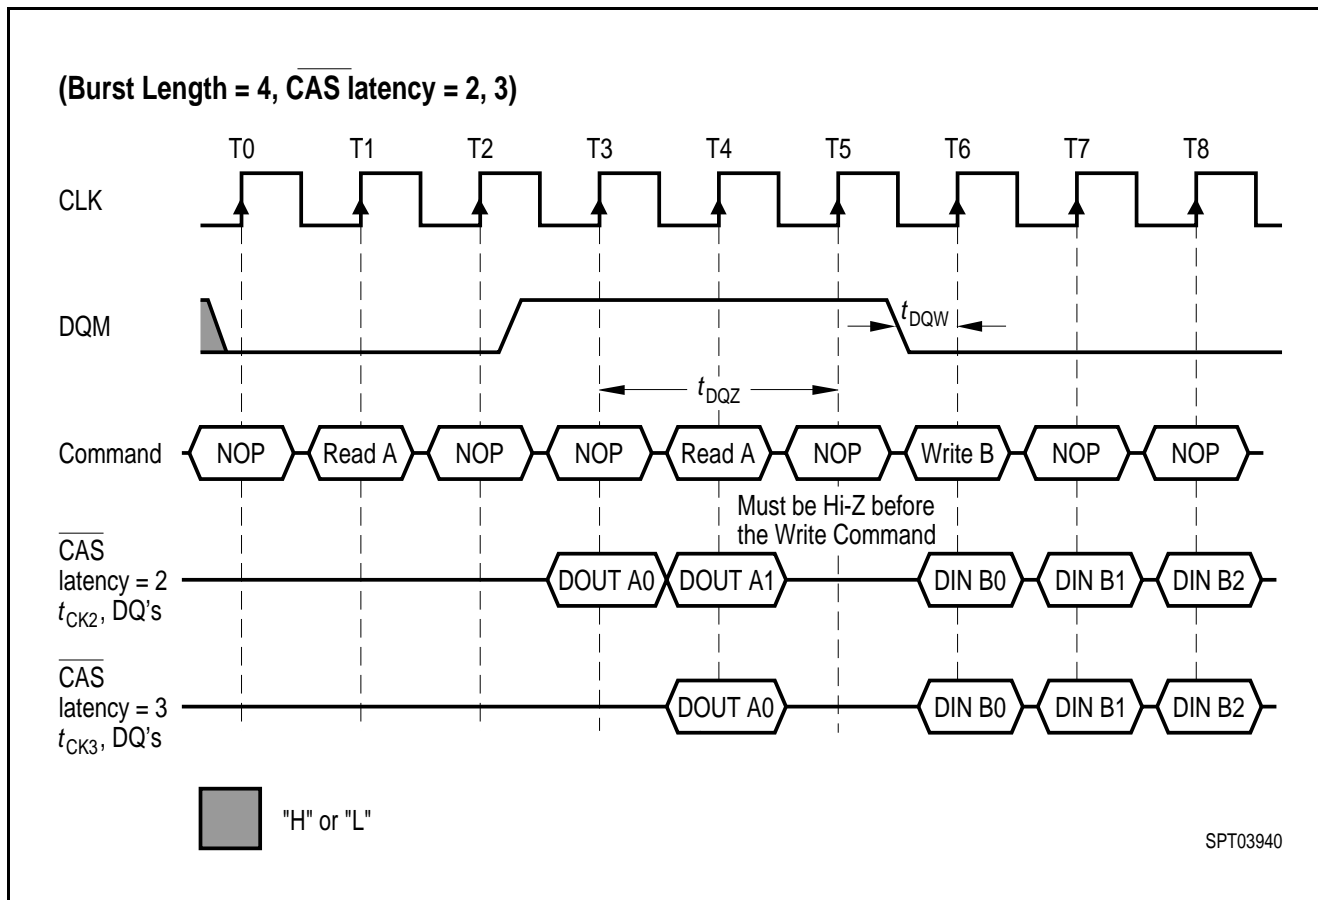 (Burst Length = 4, CAS latency = 2, 3)
T0 T1 T2 T3 T4 T5 T6 T7 T8
CLK
DQM
tDQW
tDQZ
Command NOP Read A NOP NOP Read A NOP Write B NOP NOP
Must be Hi-Z before
the Write Command
CAS
latency = 2
tCK2, DQ's
DOUT A0 DOUT A1 DIN B0 DIN B1 DIN B2
CAS
latency = 3
tCK3, DQ's
DOUT A0 DIN B0 DIN B1 DIN B2
"H" or "L"
SPT03940